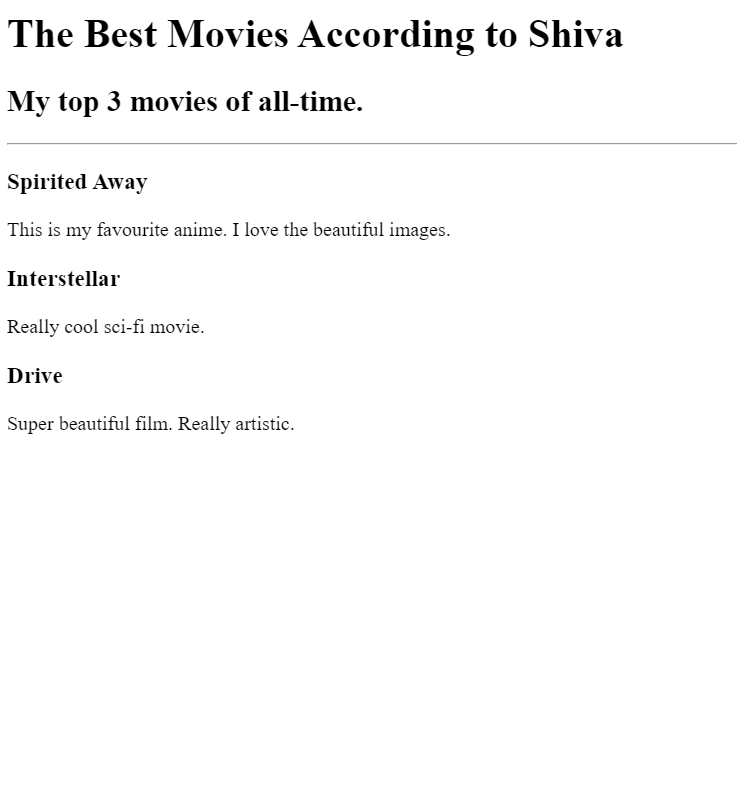 The Best Movies According to Shiva
My top 3 movies of all-time.
Spirited Away
This is my favourite anime. I love the beautiful images.
Interstellar
Really cool sci-fi movie.
Drive
Super beautiful film. Really artistic.